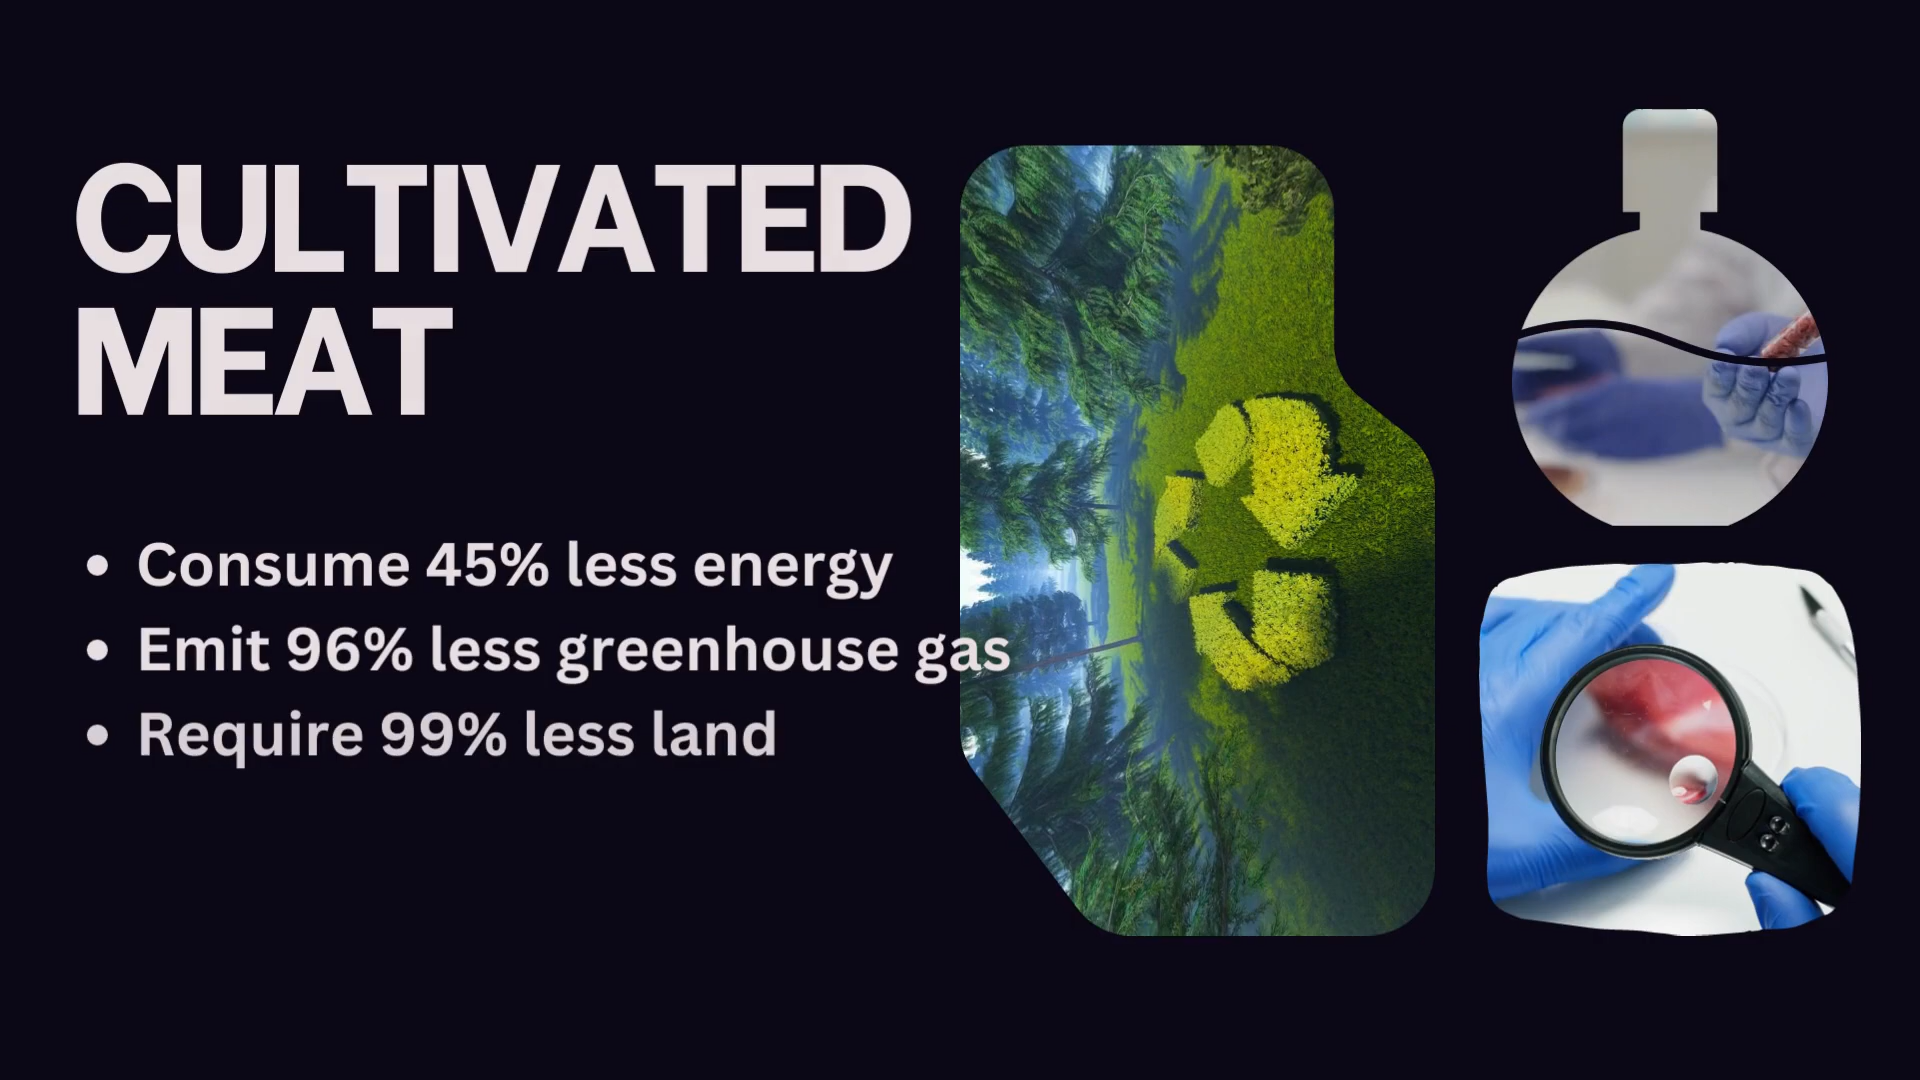 CULTIVATED
MEAT
• Consume 45% less energy
• Emit 96% less greenhouse gas
• Require 99% less land